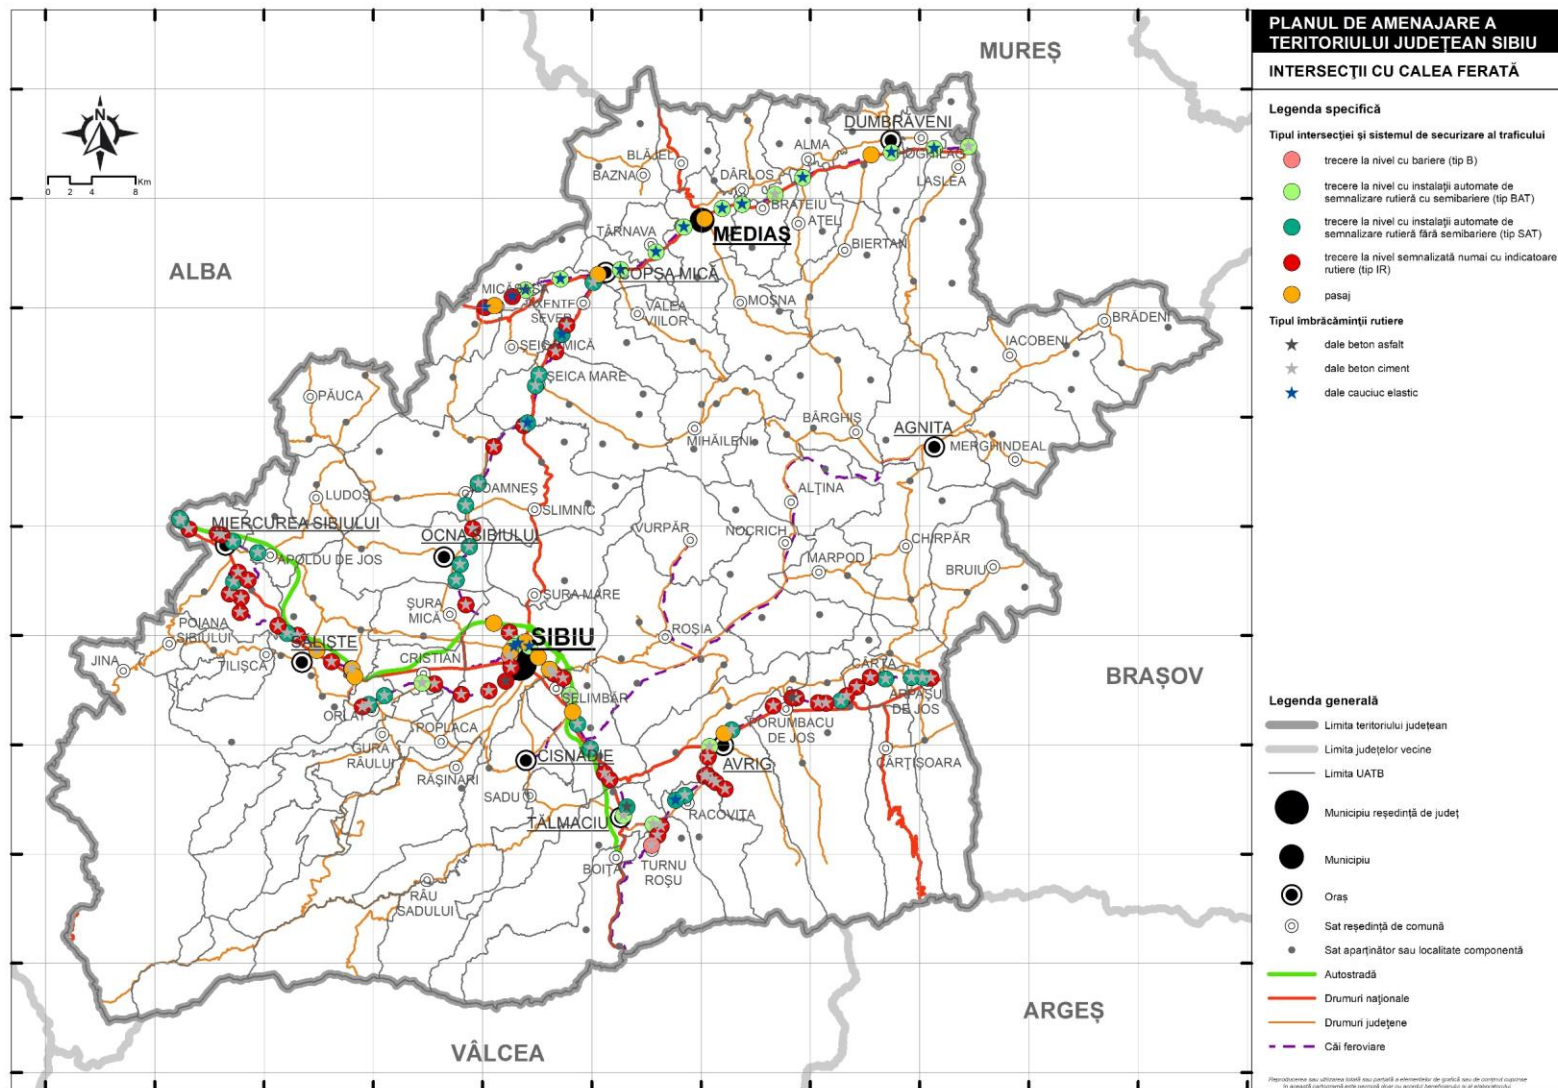 PLANUL DE AMENAJARE A
TERITORIULUI JUDEȚEAN SIBIU
INTERSECŢII CU CALEA FERATĂ
Legenda specifică
Tipul intersecției și sistemul de securizare al traficului
trecere la nivel cu bariere (tip B)
trecere la nivel cu instalații automate de
semnalizare rutieră cu semibariere (tip BAT)
trecere la nivel cu instalații automate de
semnalizare rutieră fără semibariere (tip SAT)
trecere la nivel semnalizată numai cu indicatoare
rutiere (tip IR)
pasaj
Tipul îmbrăcăminții rutiere
dale beton asfalt
dale beton ciment
dale cauciuc elastic
Legenda generală
Limita teritoriului județean
Limita județelor vecine
Limita UATB
Municipiu reședință de județ
Municipiu
Oraș
Sat reședință de comună
Sat aparținător sau localitate componentă
Autostradă
Drumuri naționale
Drumuri județene
Căi feroviare
N
0 2 4 8 Km
MUREȘ
ALBA
BRAȘOV
ARGEȘ
VÂLCEA
DUMBRĂVENI
ALMA
BLĂJEL
BAZNA
DÂRLOS
LASLEA
BRATEIU
MEDIAȘ
AȚEL
TÂRNAVA
BIERTAN
COPȘA MICĂ
MOȘNA
VALEA
VIILOR
SEVER
ȘEICA MICĂ
BRĂDENI
IACOBENI
ȘEICA MARE
PĂUCA
BÂRGHIȘ
AGNITA
MIHĂILENI
MERGHINDEAL
LUDOȘ
LOAMNEȘ
SLIMNIC
ALȚINA
MIERCUREA SIBIULUI
OCNA SIBIULUI
VURPĂR
NOCRICH
CHIRPĂR
APOLDU DE JOS
MARPOD
BRUIU
ȘURA MARE
ȘURA
MICĂ
POIANA
SIBIULUI
SIBIU
ROȘIA
SĂLIȘTE
JINA
TILIȘCA
CRISTIAN
CÂRȚA
ȘELIMBĂR
ARPAȘU
DE JOS
ORLAT
PORUMBACU
DE JOS
POPLACA
GURA
RÂULUI
CISNĂDIE
AVRIG
CÂRȚIȘOARA
RĂȘINARI
SADU
TĂLMACIU
RACOVIȚA
BOIȚA
TURNU
ROȘU
RÂU
SADULUI